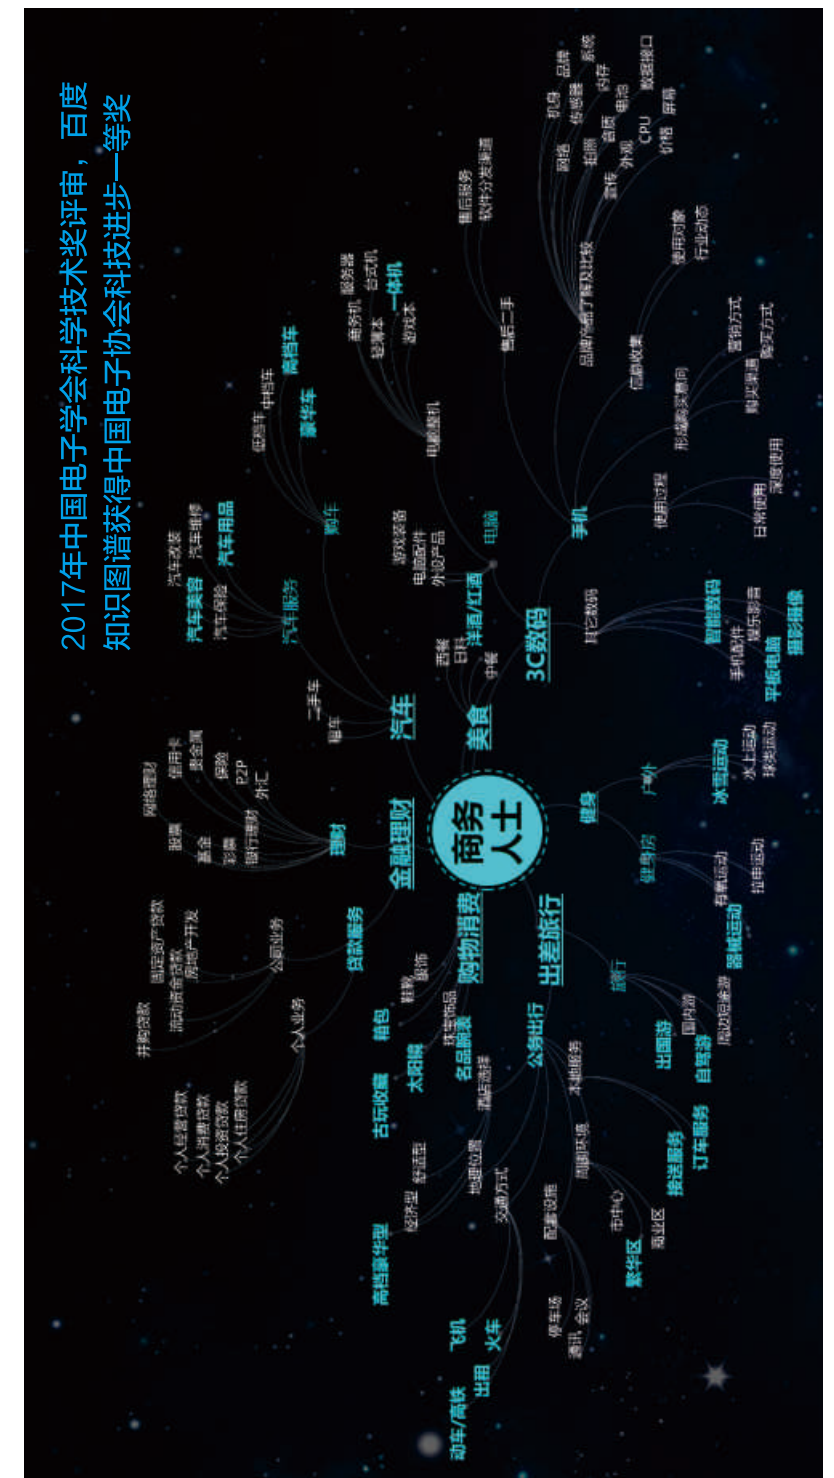 2017年中国电子学会科学技术奖评审，百度
知识图谱获得中国电子协会科技进步一等奖
商务
人士
金融理财
贷款服务
公司业务
并购贷款
固定资产贷款
流动资金贷款
房地产开发
个人业务
个人经营贷款
个人消费贷款
个人投资贷款
个人住房贷款
理财
网络理财
股票
基金
彩票
银行理财
信用卡
贵金属
保险
P2P
外汇
汽车
二手车
租车
汽车服务
汽车改装
汽车维修
汽车美容
汽车保险
汽车用品
购车
低档车
中档车
高档车
豪华车
美食
西餐
日料
中餐
洋酒/红酒
3C数码
电脑
游戏装备
电脑配件
外设产品
电脑整机
服务器
台式机
商务机
轻薄本
一体机
游戏本
手机
售后二手
售后服务
软件分发渠道
品牌产品了解及比较
机身
品牌
系统
网络
传感器
内存
拍照
音质
电池
数据接口
宣传
外观
CPU
价格
屏幕
信息收集
使用对象
行业动态
形成购买意向
营销方式
购买渠道
购买方式
使用过程
日常使用
深度使用
其它数码
智能数码
手机配件
娱乐影音
平板电脑
摄影摄像
健身
户外
冰雪运动
水上运动
球类运动
健身房
有氧运动
拉申运动
器械运动
出差旅行
旅行
出国游
国内游
自驾游
周边短途游
公务出行
本地服务
接送服务
订车服务
周围环境
市中心
繁华区
商业区
配套设施
停车场
通讯
会议
交通方式
飞机
火车
出租
动车/高铁
地理位置
酒店选择
舒适型
经济型
高档豪华型
购物消费
鞋靴
服饰
箱包
太阳镜
古玩收藏
珠宝饰品
名品腕表